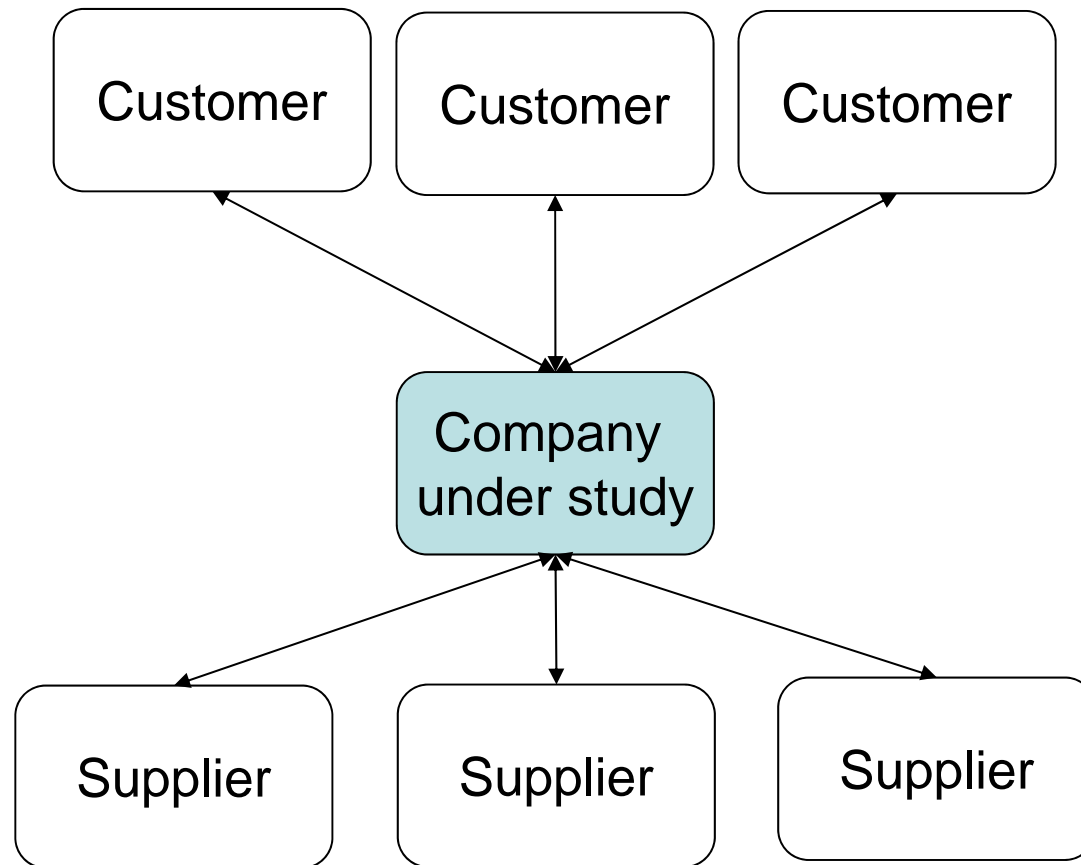 Customer
Customer
Customer
Company
under study
Supplier
Supplier
Supplier